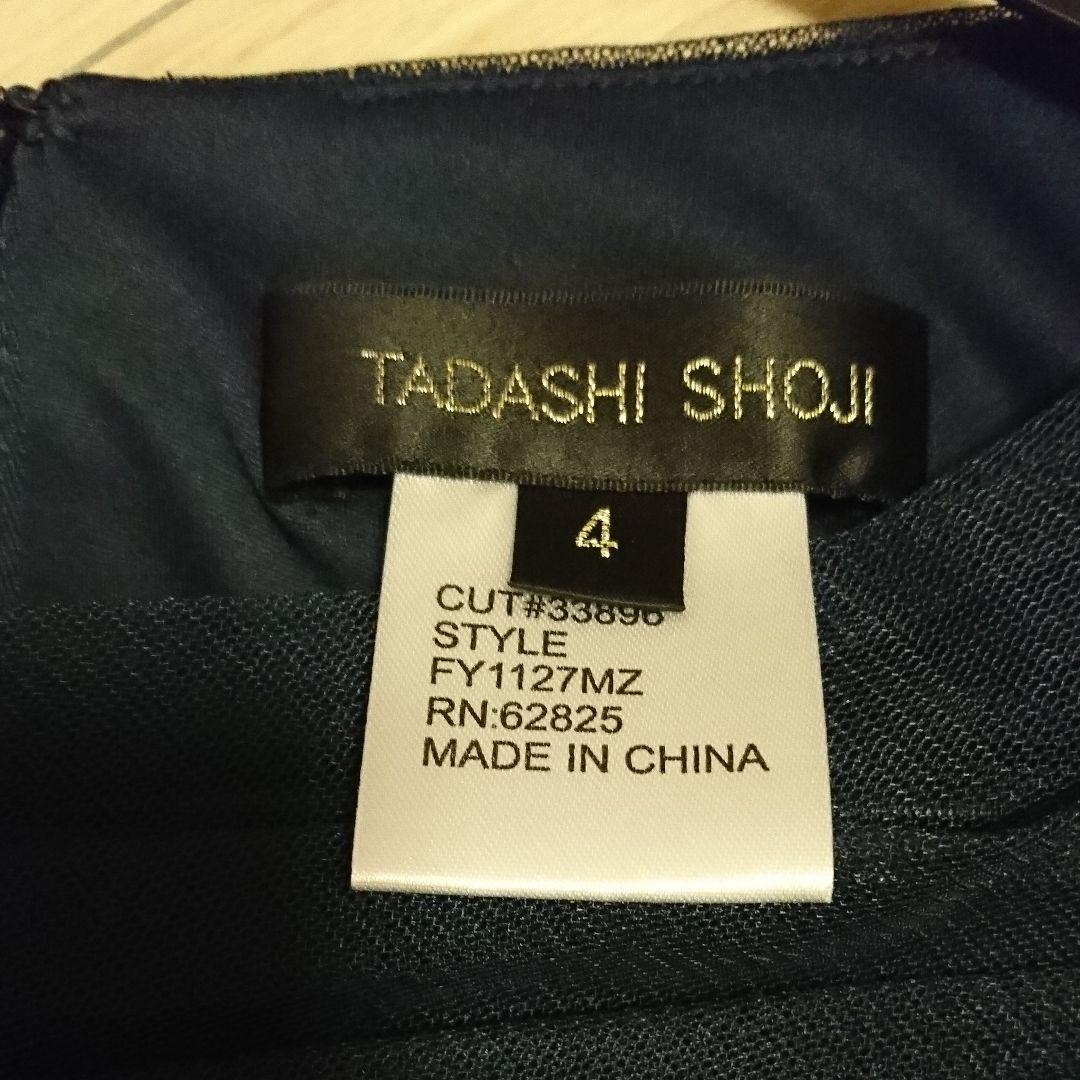 TADASHI SHOJI
4
CUT#33896
STYLE
FY1127MZ
RN:62825
MADE IN CHINA